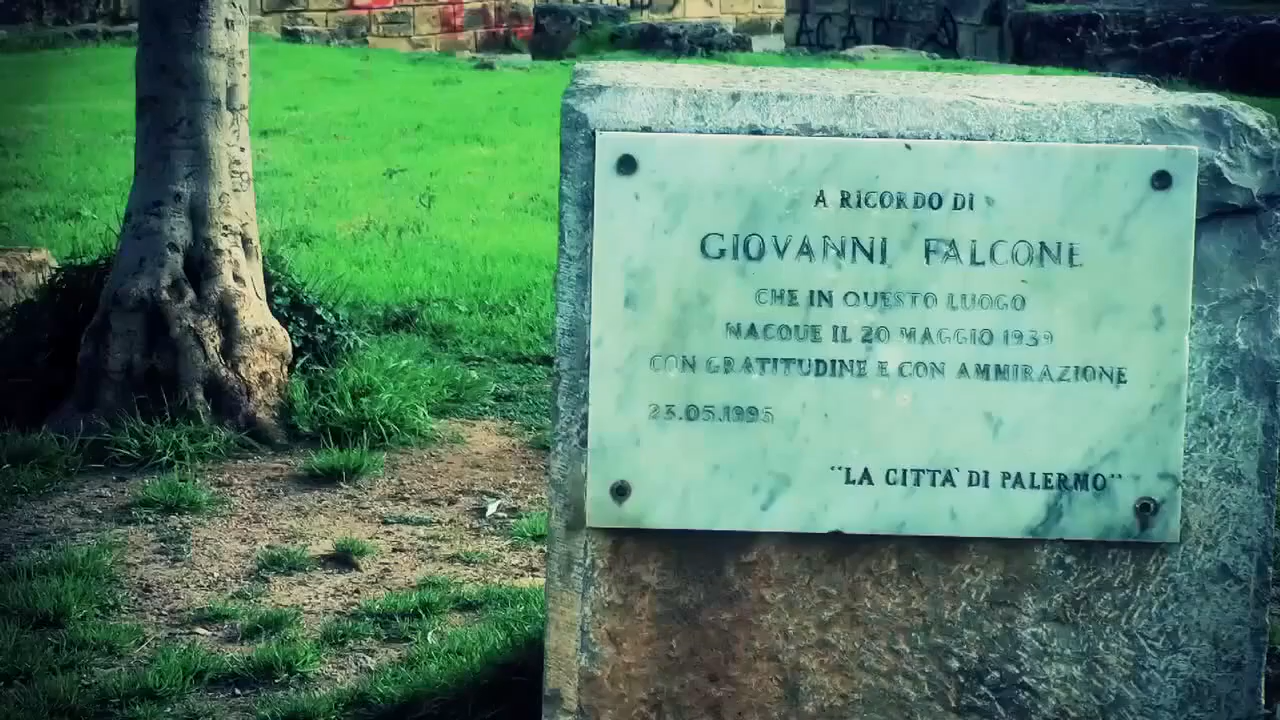 A RICORDO DI
GIOVANNI FALCONE
CHE IN QUESTO LUOGO
NACQUE IL 20 MAGGIO 1939
CON GRATITUDINE E CON AMMIRAZIONE
23.05.1995
"LA CITTA' DI PALERMO"